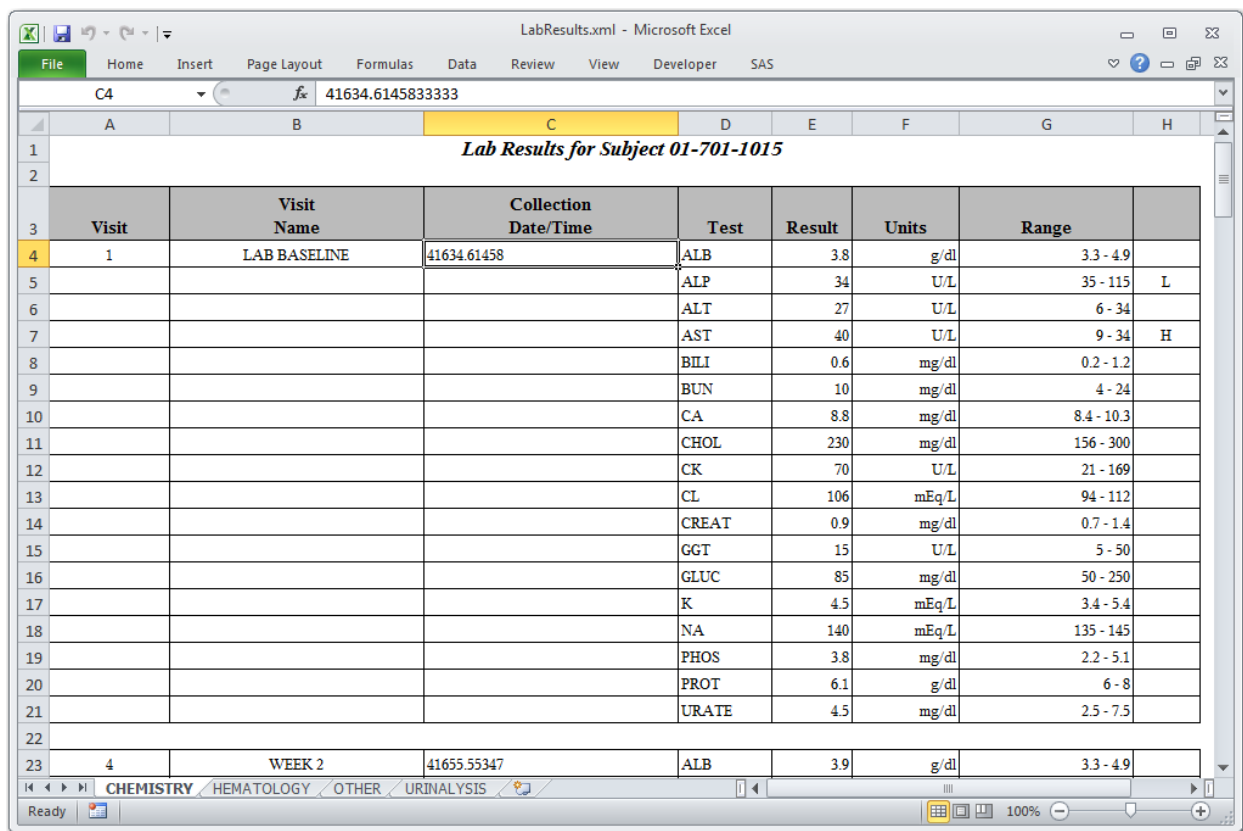 LabResults.xml - Microsoft Excel
File Home Insert Page Layout Formulas Data Review View Developer SAS
C4 fx 41634.6145833333
A B C D E F G H
1 Lab Results for Subject 01-701-1015
2
Visit Collection
3 Visit Name Date/Time Test Result Units Range
4 1 LAB BASELINE 41634.61458 ALB 3.8 g/dl 3.3 - 4.9
5 ALP 34 U/L 35 - 115 L
6 ALT 27 U/L 6 - 34
7 AST 40 U/L 9 - 34 H
8 BILI 0.6 mg/dl 0.2 - 1.2
9 BUN 10 mg/dl 4 - 24
10 CA 8.8 mg/dl 8.4 - 10.3
11 CHOL 230 mg/dl 156 - 300
12 CK 70 U/L 21 - 169
13 CL 106 mEq/L 94 - 112
14 CREAT 0.9 mg/dl 0.7 - 1.4
15 GGT 15 U/L 5 - 50
16 GLUC 85 mg/dl 50 - 250
17 K 4.5 mEq/L 3.4 - 5.4
18 NA 140 mEq/L 135 - 145
19 PHOS 3.8 mg/dl 2.2 - 5.1
20 PROT 6.1 g/dl 6 - 8
21 URATE 4.5 mg/dl 2.5 - 7.5
22
23 4 WEEK 2 41655.55347 ALB 3.9 g/dl 3.3 - 4.9
CHEMISTRY HEMATOLOGY OTHER URINALYSIS
Ready 100%